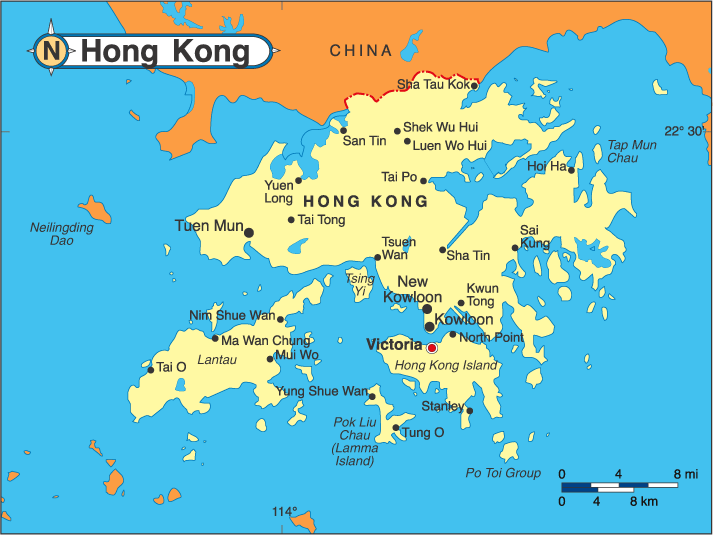 N Hong Kong
CHINA
Sha Tau Kok
22° 30'
Shek Wu Hui
San Tin
Luen Wo Hui
Tap Mun
Chau
Hoi Ha
Tai Po
Yuen
Long
HONG KONG
Neilingding
Dao
Tuen Mun
Tai Tong
Sai
Kung
Tsuen
Wan
Sha Tin
Tsing
Yi
New
Kowloon
Kwun
Tong
Nim Shue Wan
Kowloon
Ma Wan Chung
Victoria
North Point
Lantau
Mui Wo
Hong Kong Island
Tai O
Yung Shue Wan
Stanley
Pok Liu
Chau
(Lamma
Island)
Tung O
Po Toi Group
0 4 8 mi
0 4 8 km
114°